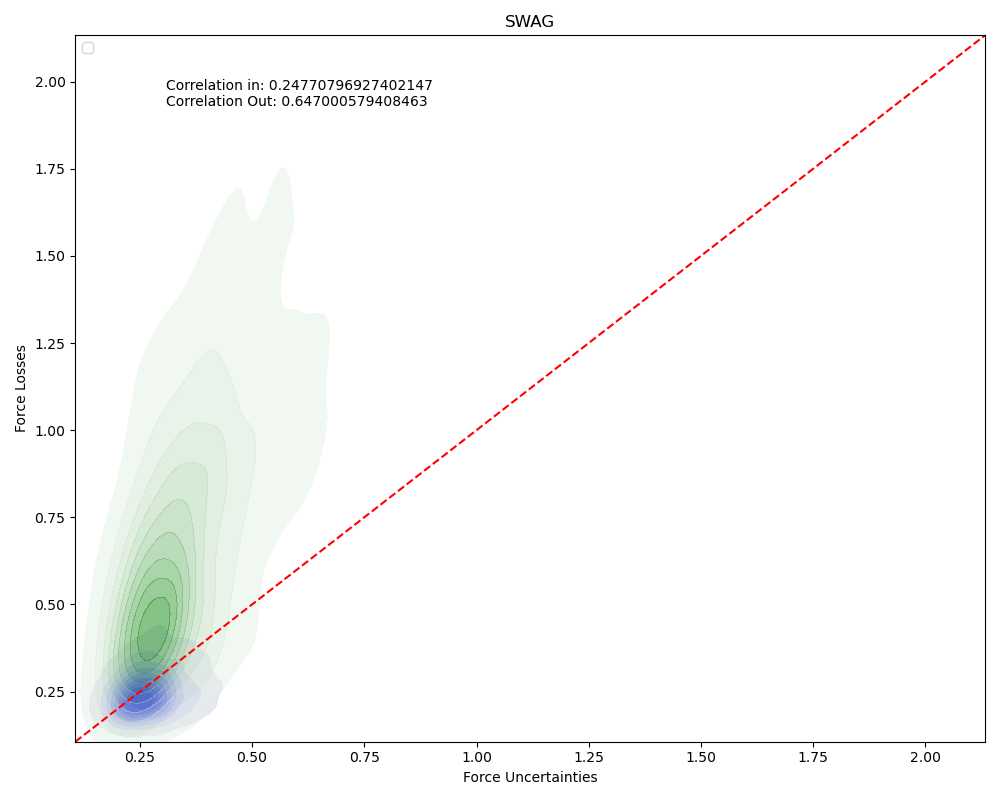 SWAG
Correlation in: 0.24770796927402147
Correlation Out: 0.647000579408463
2.00
1.75
1.50
1.25
1.00
0.75
0.50
0.25
Force Losses
0.25 0.50 0.75 1.00 1.25 1.50 1.75 2.00
Force Uncertainties